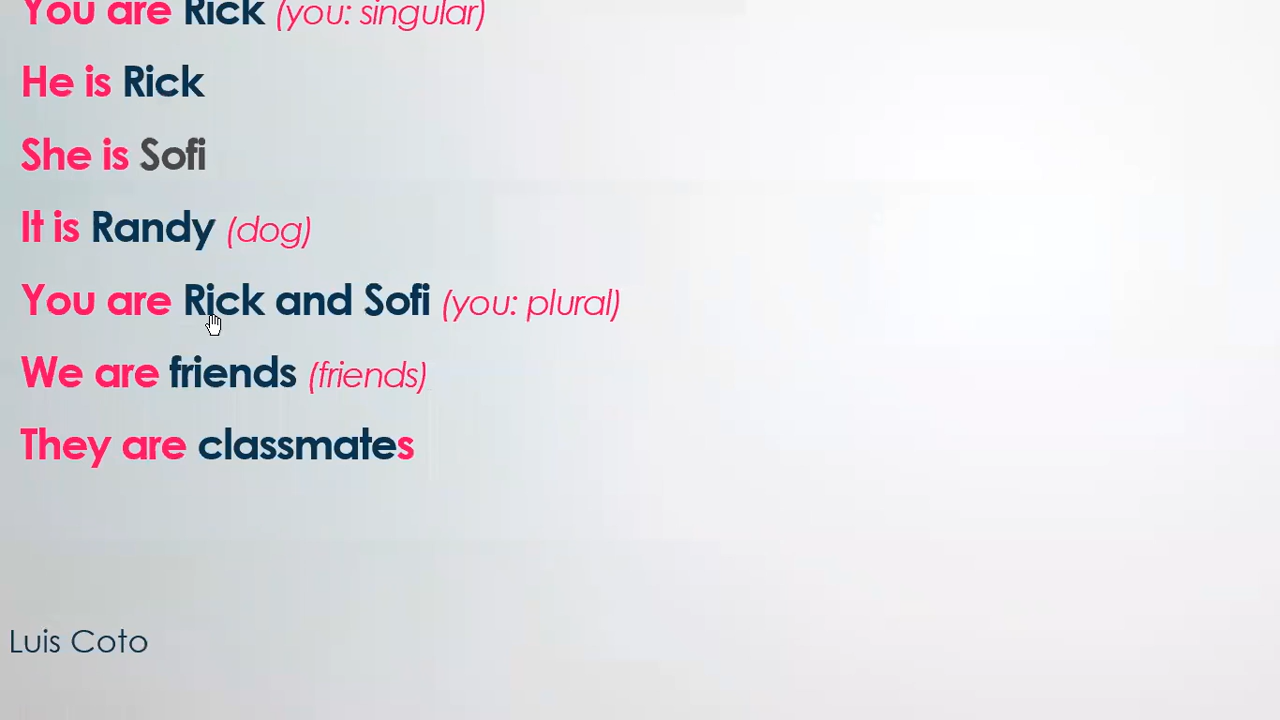 You are Rick (you: singular)
He is Rick
She is Sofi
It is Randy (dog)
You are Rick and Sofi (you: plural)
We are friends (friends)
They are classmates
Luis Coto